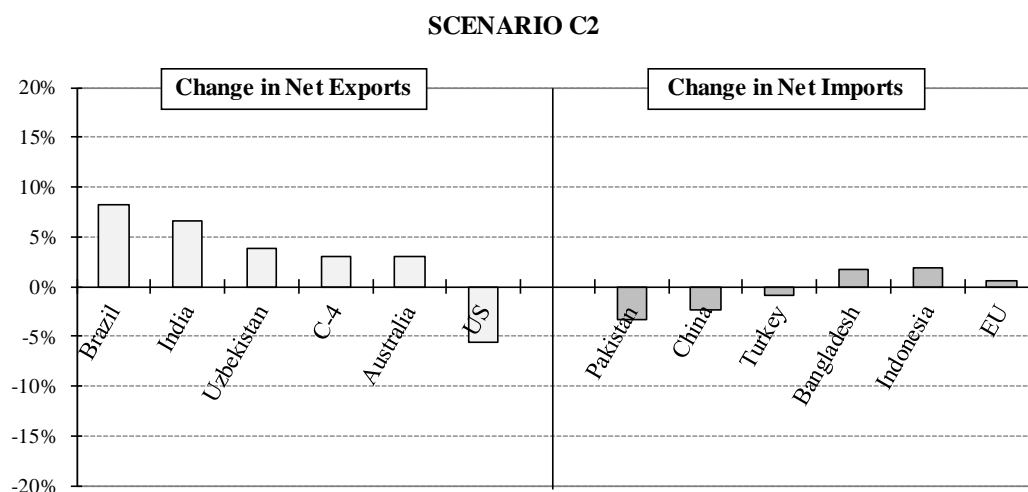 SCENARIO C2
Change in Net Exports
Change in Net Imports
20%
15%
10%
5%
0%
-5%
-10%
-15%
-20%
Brazil
India
Uzbekistan
C-4
Australia
US
Pakistan
China
Turkey
Bangladesh
Indonesia
EU